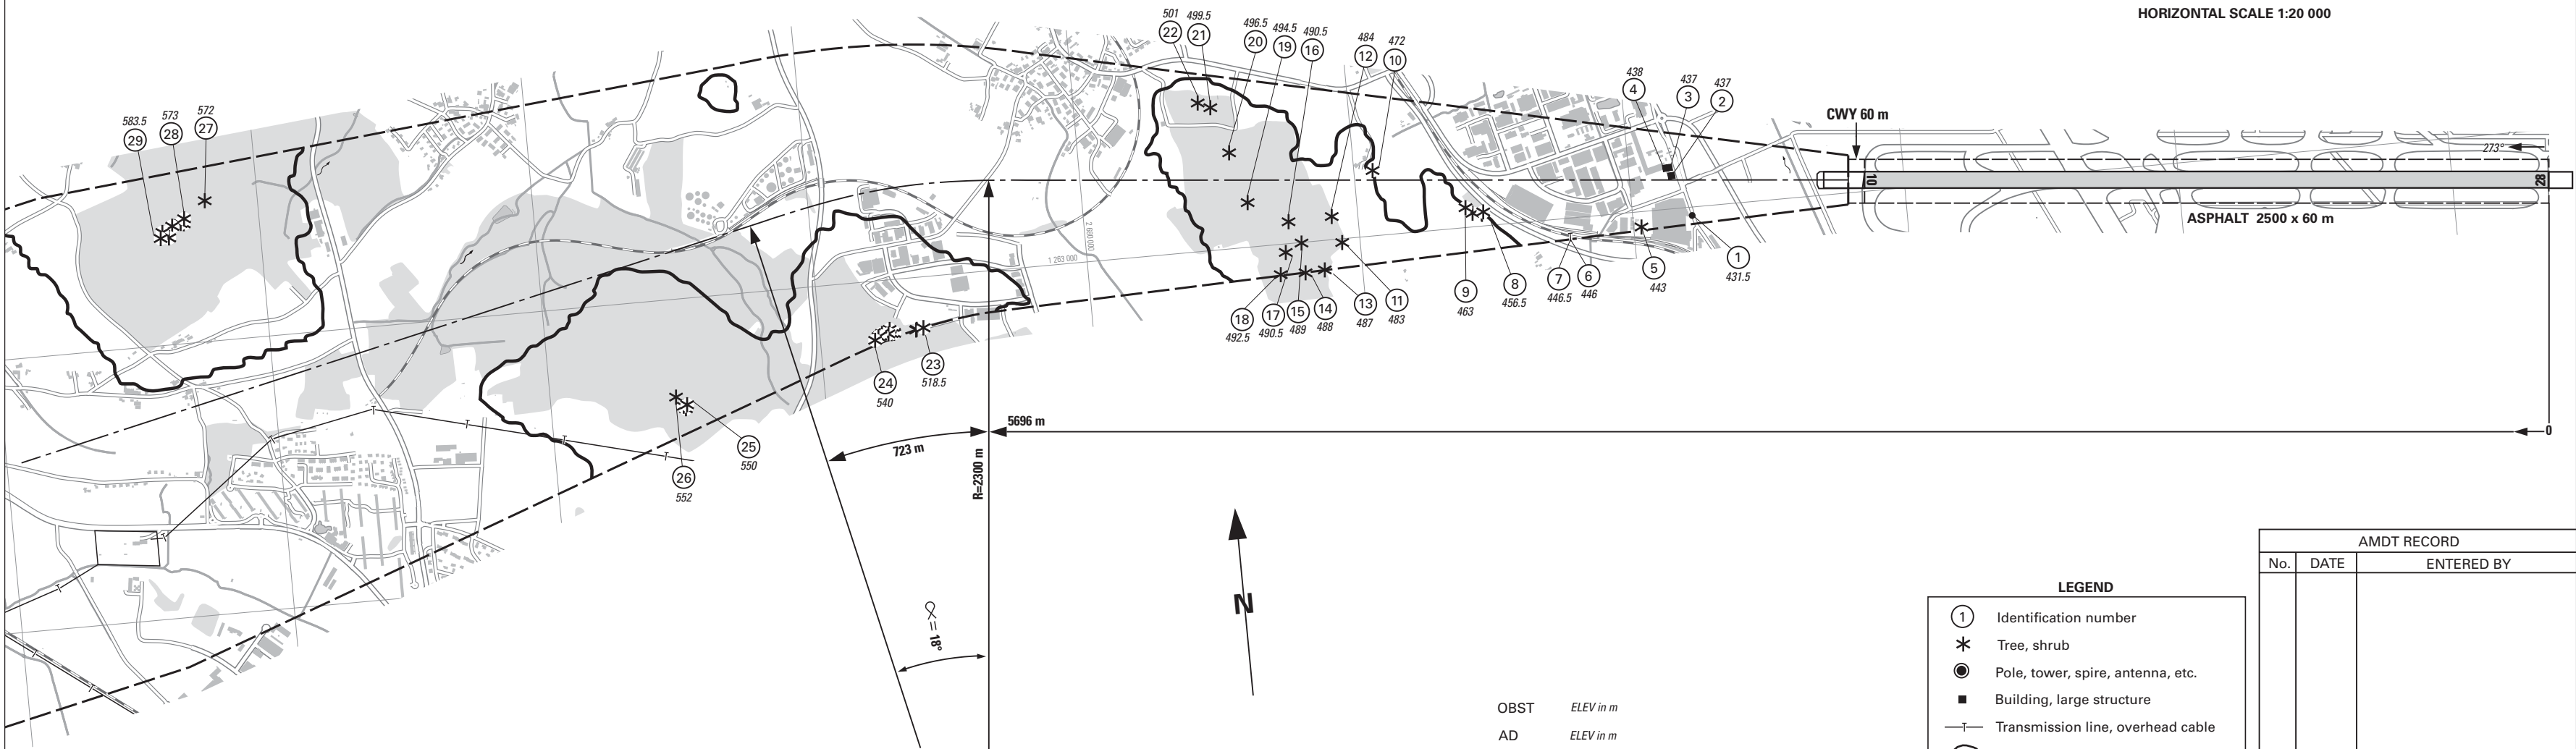 HORIZONTAL SCALE 1:20 000
501 499.5
22 21
496.5 494.5 490.5
20 19 16
484 472
12 10
438 437 437
4 3 2
583.5 573 572
29 28 27
CWY 60 m
273°
10
28
ASPHALT 2500 x 60 m
2 680 000
1 263 000
1
431.5
5
443
7 6
446.5 446
8
456.5
9
463
11
483
13
487
14
488
15
489
17
490.5
18
492.5
23
518.5
24
540
5696 m
0
723 m
R=2300 m
25
550
26
552
= 18°
N
OBST ELEV in m
AD ELEV in m
LEGEND
1 Identification number
Tree, shrub
Pole, tower, spire, antenna, etc.
Building, large structure
T Transmission line, overhead cable
AMDT RECORD
No. DATE ENTERED BY